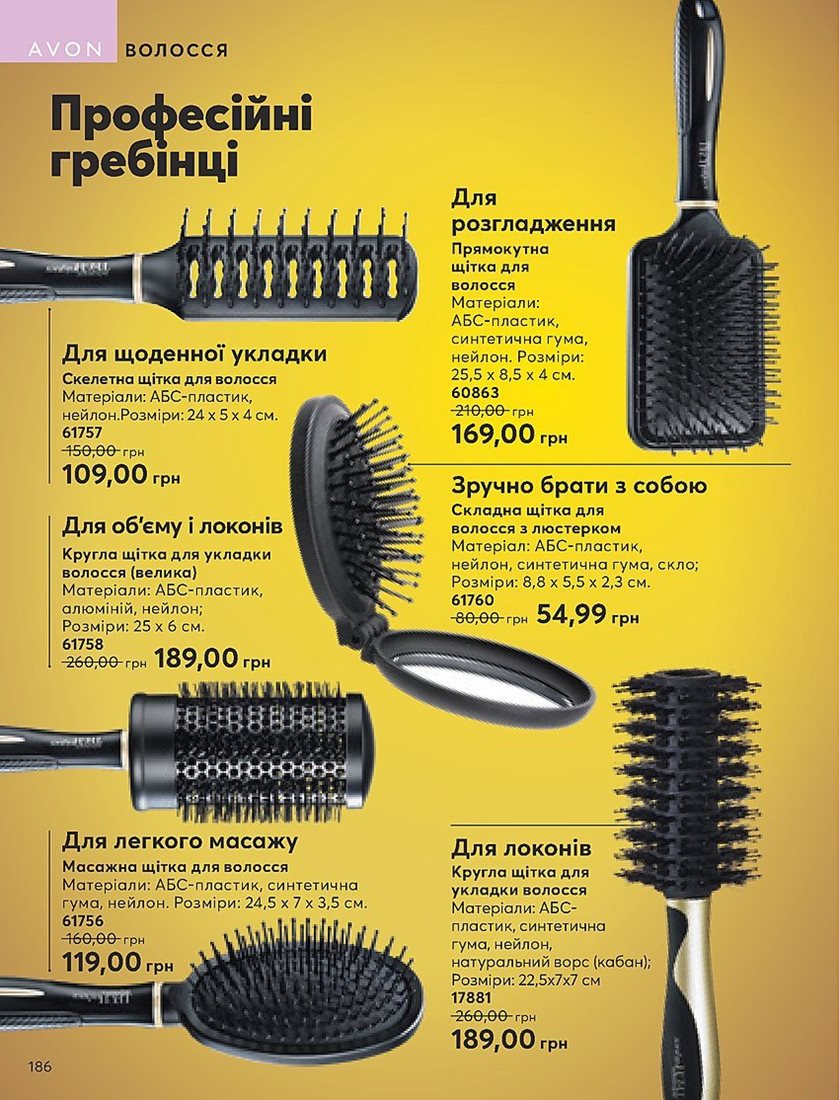 AVON ВОЛОССЯ
Професійні
гребінці
Для
розгладження
Прямокутна
щітка для
волосся
Матеріали:
АБС-пластик,
синтетична гума,
нейлон. Розміри:
25,5 x 8,5 x 4 см.
60863
210,00 грн
169,00 грн
Для щоденної укладки
Скелетна щітка для волосся
Матеріали: АБС-пластик,
нейлон.Розміри: 24 x 5 x 4 см.
61757
150,00 грн
109,00 грн
Зручно брати з собою
Складна щітка для
волосся з люстерком
Матеріал: АБС-пластик,
нейлон, синтетична гума, скло;
Розміри: 8,8 x 5,5 x 2,3 см.
61760
80,00 грн 54,99 грн
Для об'єму і локонів
Кругла щітка для укладки
волосся (велика)
Матеріали: АБС-пластик,
алюміній, нейлон;
Розміри: 25 x 6 см.
61758
260,00 грн 189,00 грн
Для легкого масажу
Масажна щітка для волосся
Матеріали: АБС-пластик, синтетична
гума, нейлон. Розміри: 24,5 x 7 x 3,5 см.
61756
160,00 грн
119,00 грн
Для локонів
Кругла щітка для
укладки волосся
Матеріали: АБС-
пластик, синтетична
гума, нейлон,
натуральний ворс (кабан);
Розміри: 22,5x7x7 см
17881
260,00 грн
189,00 грн
186